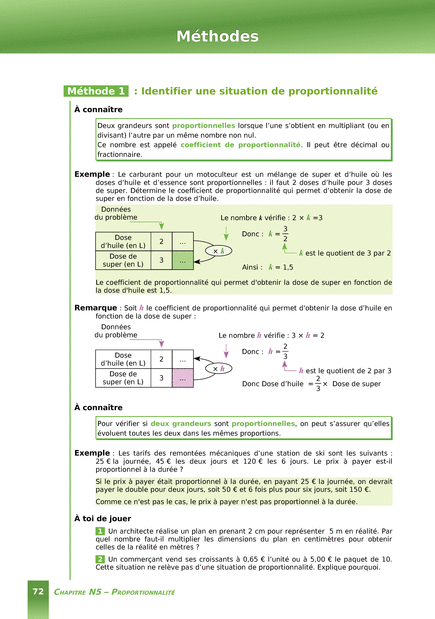 Méthodes
Méthode 1 : Identifier une situation de proportionnalité
À connaître
Deux grandeurs sont proportionnelles lorsque l'une s'obtient en multipliant (ou en
divisant) l'autre par un même nombre non nul.
Ce nombre est appelé coefficient de proportionnalité. Il peut être décimal ou
fractionnaire.
Exemple : Le carburant pour un motoculteur est un mélange de super et d'huile où les
doses d'huile et d'essence sont proportionnelles : il faut 2 doses d'huile pour 3 doses
de super. Détermine le coefficient de proportionnalité qui permet d'obtenir la dose de
super en fonction de la dose d'huile.
Données
du problème
Le nombre k vérifie : 2 × k =3
Dose
d'huile (en L)
2
...
Dose de
super (en L)
3
...
× k
Donc : k = 3/2
k est le quotient de 3 par 2
Ainsi : k = 1,5
Le coefficient de proportionnalité qui permet d'obtenir la dose de super en fonction de
la dose d'huile est 1,5.
Remarque : Soit h le coefficient de proportionnalité qui permet d'obtenir la dose d'huile en
fonction de la dose de super :
Données
du problème
Le nombre h vérifie : 3 × h = 2
Dose
d'huile (en L)
2
...
Dose de
super (en L)
3
...
× h
Donc : h = 2/3
h est le quotient de 2 par 3
Donc Dose d'huile = 2/3 × Dose de super
À connaître
Pour vérifier si deux grandeurs sont proportionnelles, on peut s'assurer qu'elles
évoluent toutes les deux dans les mêmes proportions.
Exemple : Les tarifs des remontées mécaniques d'une station de ski sont les suivants :
25 € la journée, 45 € les deux jours et 120 € les 6 jours. Le prix à payer est-il
proportionnel à la durée ?
Si le prix à payer était proportionnel à la durée, en payant 25 € la journée, on devrait
payer le double pour deux jours, soit 50 € et 6 fois plus pour six jours, soit 150 €.
Comme ce n'est pas le cas, le prix à payer n'est pas proportionnel à la durée.
À toi de jouer
1 Un architecte réalise un plan en prenant 2 cm pour représenter 5 m en réalité. Par
quel nombre faut-il multiplier les dimensions du plan en centimètres pour obtenir
celles de la réalité en mètres ?
2 Un commerçant vend ses croissants à 0,65 € l'unité ou à 5,00 € le paquet de 10.
Cette situation ne relève pas d'une situation de proportionnalité. Explique pourquoi.
72 CHAPITRE N5 – PROPORTIONNALITÉ